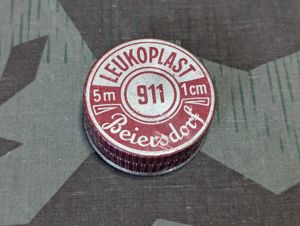 LEUKOPLAST
5m 911 1cm
Beiersdorf